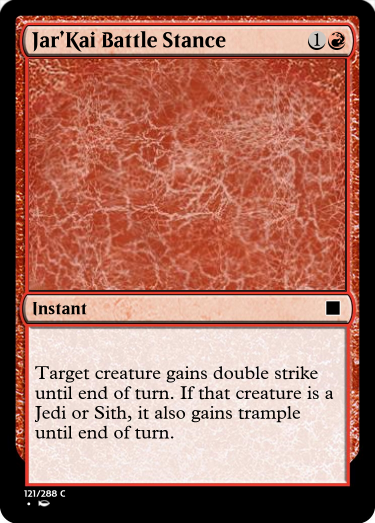 Jar'Kai Battle Stance 1
Instant
Target creature gains double strike
until end of turn. If that creature is a
Jedi or Sith, it also gains trample
until end of turn.
121/288 C